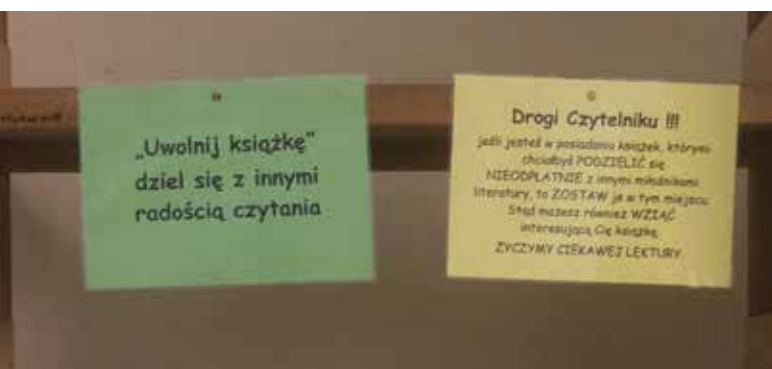 „Uwolnij książkę"
dziel się z innymi
radością czytania
Drogi Czytelniku !!!
jeśli jesteś w posiadaniu książek, którymi
chciałbyś PODZIELIĆ się
NIEODPŁATNIE z innymi miłośnikami
literatury, to ZOSTAW je w tym miejscu.
Stąd możesz również WZIĄĆ
interesującą Cię książkę.
ŻYCZYMY CIEKAWEJ LEKTURY